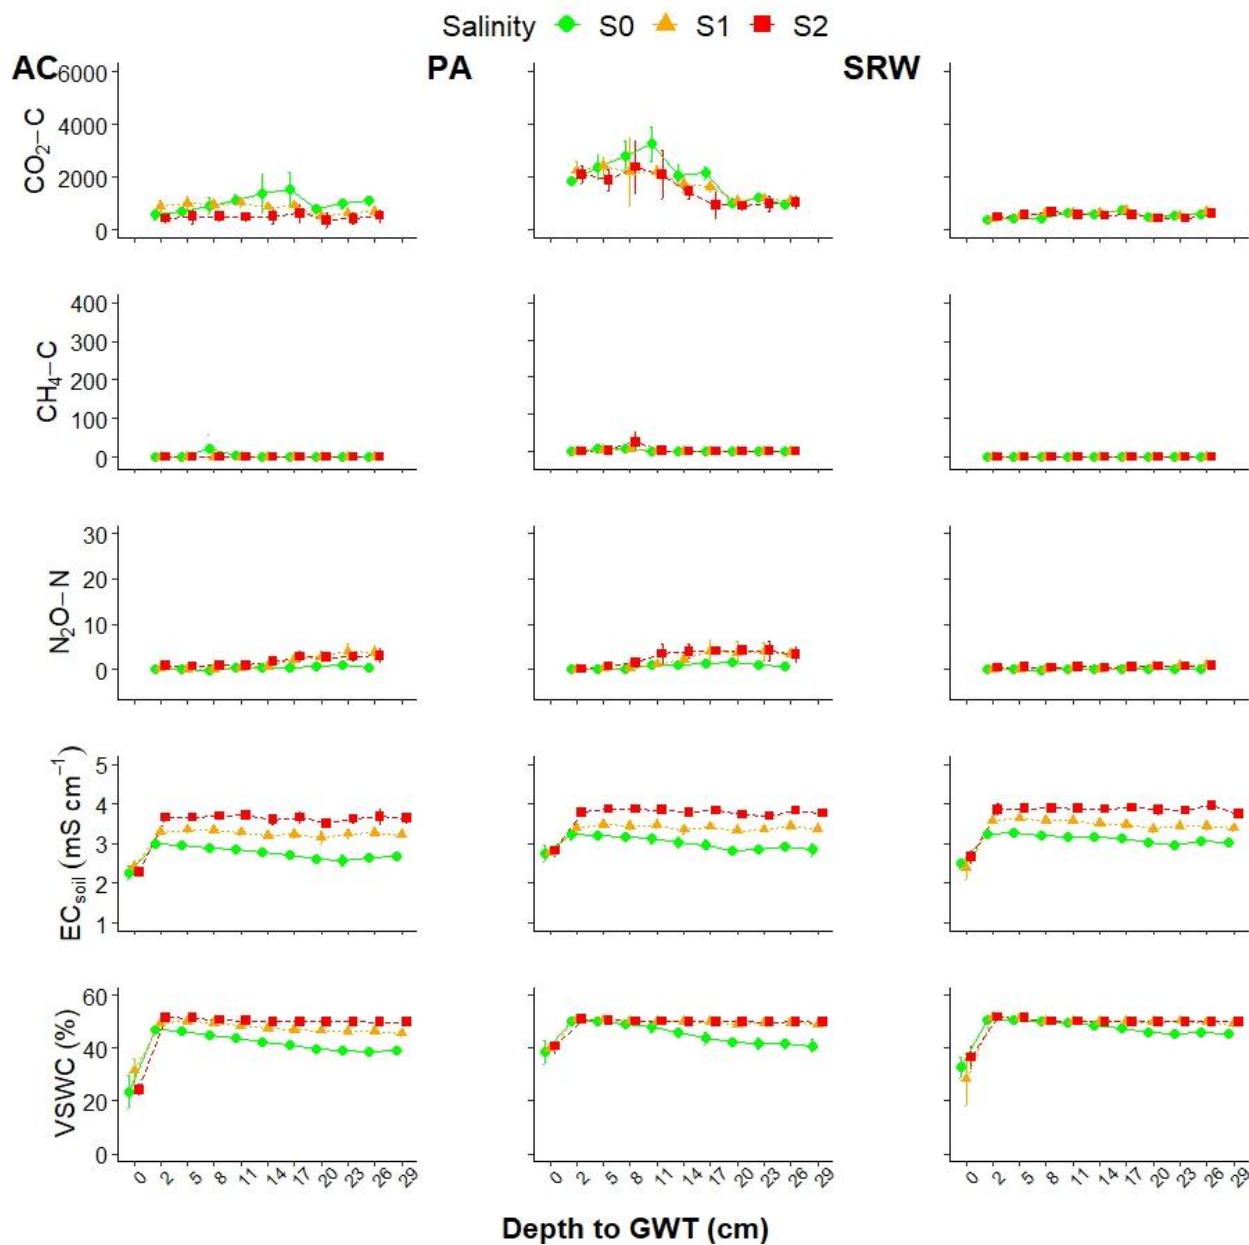 Salinity S0 S1 S2
AC PA SRW
CO₂−C
6000
4000
2000
0
CH₄−C
400
300
200
100
0
N₂O−N
30
20
10
0
ECsoil (mS cm⁻¹)
5
4
3
2
1
VSWC (%)
60
40
20
0
0 2 5 8 11 14 17 20 23 26 29
0 2 5 8 11 14 17 20 23 26 29
0 2 5 8 11 14 17 20 23 26 29
Depth to GWT (cm)